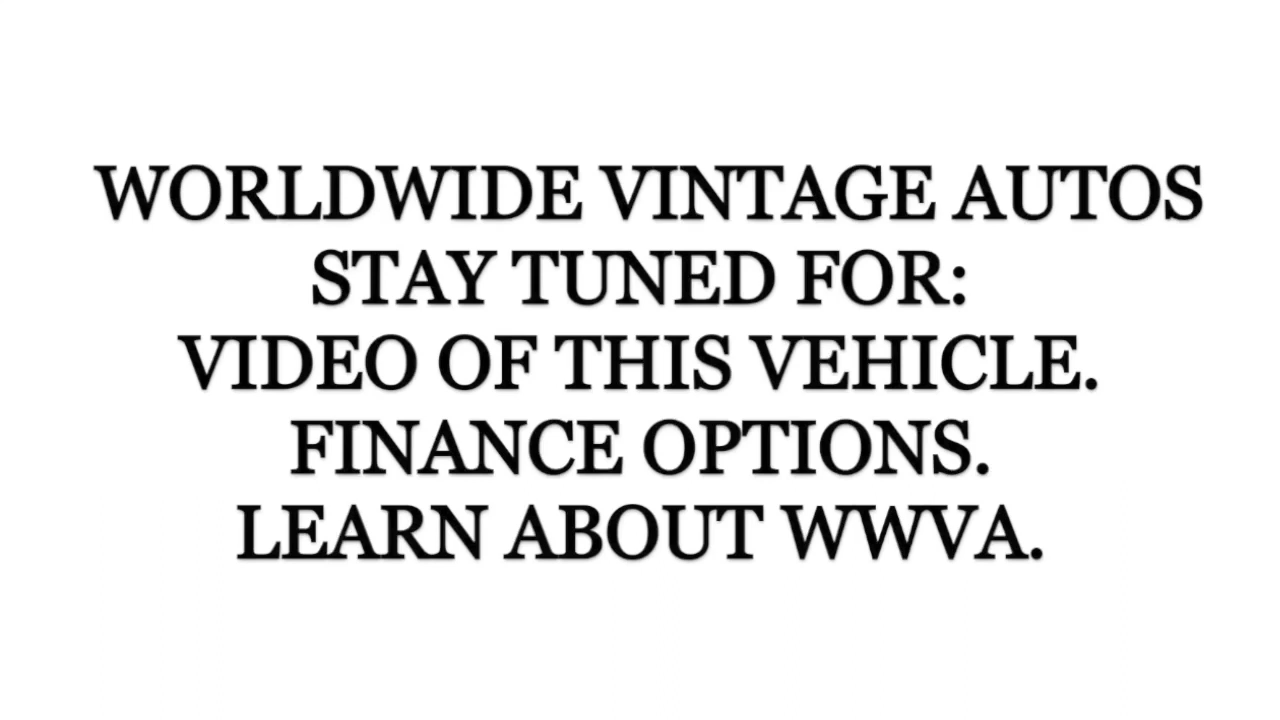 WORLDWIDE VINTAGE AUTOS
STAY TUNED FOR:
VIDEO OF THIS VEHICLE.
FINANCE OPTIONS.
LEARN ABOUT WWVA.